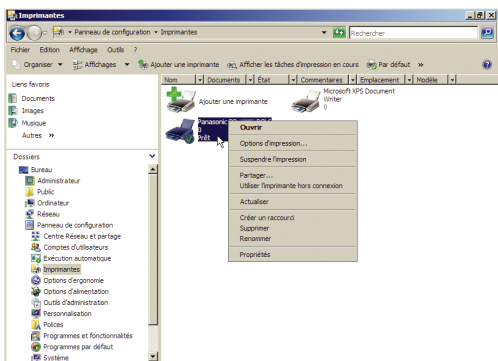 Imprimantes
Panneau de configuration Imprimantes
Rechercher
Fichier Edition Affichage Outils ?
Organiser Affichages Ajouter une imprimante Afficher les tâches d'impression en cours Par défaut »
Nom Documents État Commentaires Emplacement Modèle
Liens favoris
Documents
Images
Musique
Autres »
Dossiers
Bureau
Administrateur
Public
Ordinateur
Réseau
Panneau de configuration
Centre Réseau et partage
Comptes d'utilisateurs
Exécution automatique
Imprimantes
Options d'ergonomie
Options d'alimentation
Outils d'administration
Personnalisation
Polices
Programmes et fonctionnalités
Programmes par défaut
Système
Ajouter une imprimante
Microsoft XPS Document
Writer
0
Panasonic
0
Prêt
Ouvrir
Options d'impression...
Suspendre l'impression
Partager...
Utiliser l'imprimante hors connexion
Actualiser
Créer un raccourci
Supprimer
Renommer
Propriétés